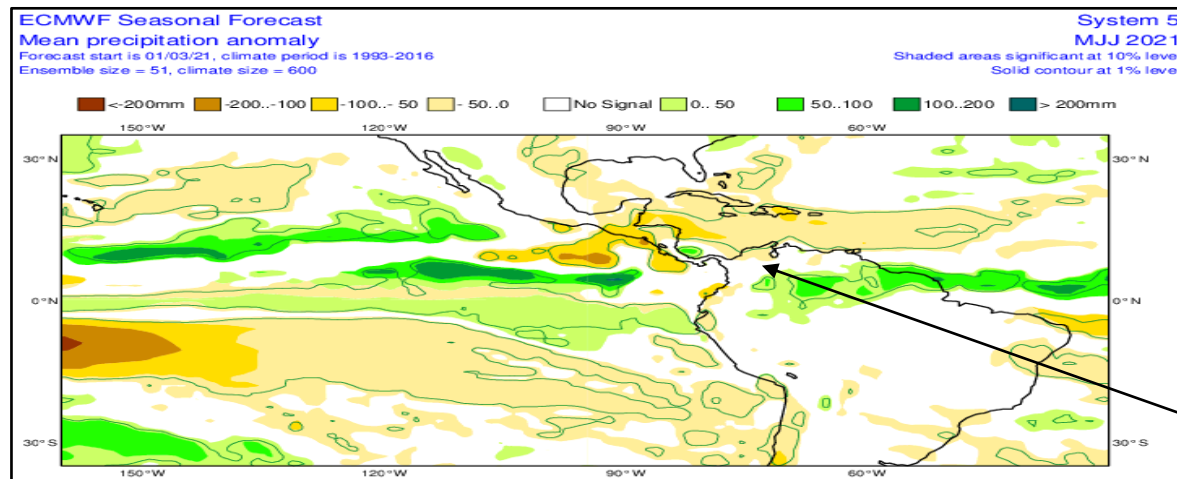 ECMWF Seasonal Forecast System 5
Mean precipitation anomaly MJJ 2021
Forecast start is 01/03/21, climate period is 1993-2016 Shaded areas significant at 10% leve
Ensemble size = 51, climate size = 600 Solid contour at 1% leve
<-200mm -200..-100 -100..- 50 - 50..0 No Signal 0.. 50 50..100 100..200 > 200mm
150°W 120°W 90°W 60°W
30°N 30°N
0°N 0°N
30°S 30°S
150°W 120°W 90°W 60°W